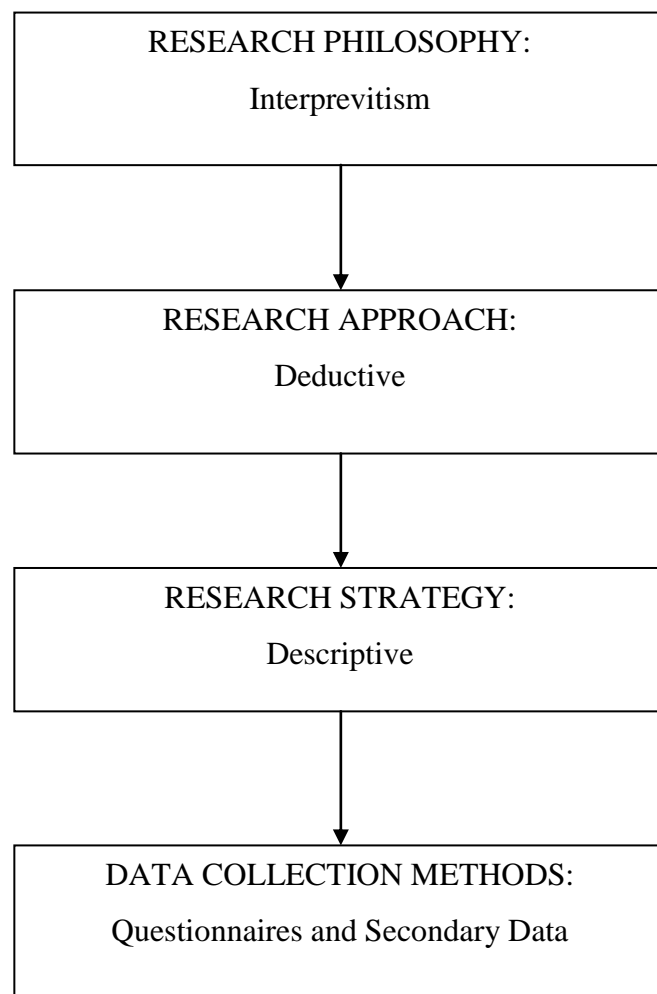 RESEARCH PHILOSOPHY:
Interprevitism
RESEARCH APPROACH:
Deductive
RESEARCH STRATEGY:
Descriptive
DATA COLLECTION METHODS:
Questionnaires and Secondary Data